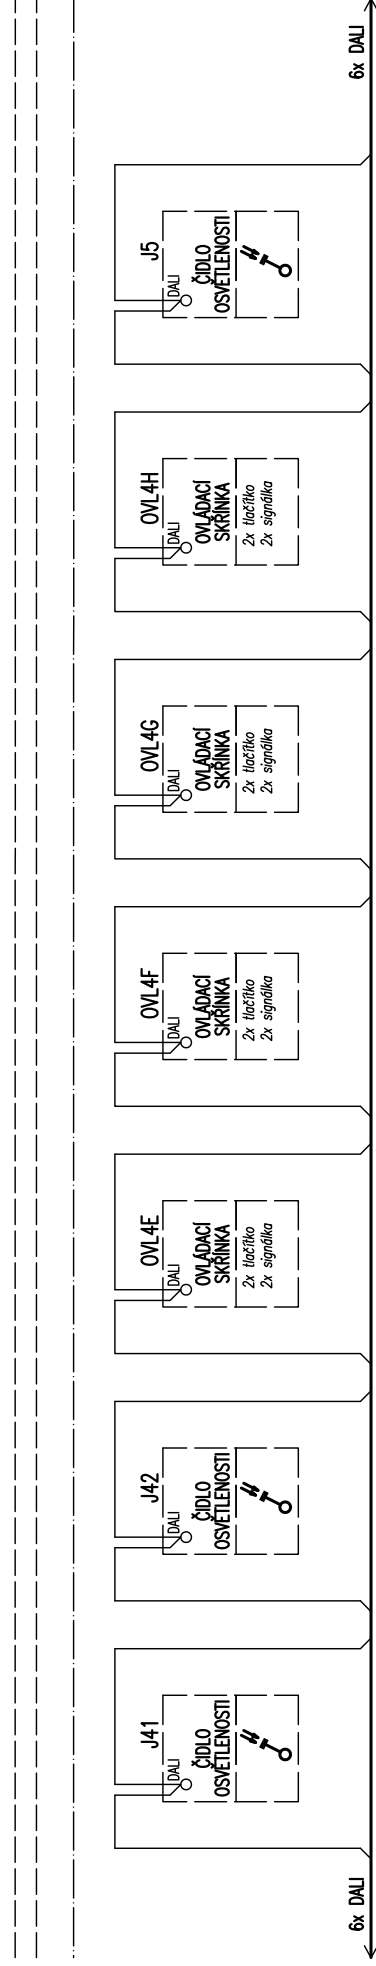 6x DALI
J41
DALI
ČIDLO
OSVĚTLENOSTI
J42
DALI
ČIDLO
OSVĚTLENOSTI
OVL4E
DALI
OVLÁDACÍ
SKŘÍNKA
2x tlačítko
2x signálka
OVL4F
DALI
OVLÁDACÍ
SKŘÍNKA
2x tlačítko
2x signálka
OVL4G
DALI
OVLÁDACÍ
SKŘÍNKA
2x tlačítko
2x signálka
OVL4H
DALI
OVLÁDACÍ
SKŘÍNKA
2x tlačítko
2x signálka
J5
DALI
ČIDLO
OSVĚTLENOSTI
6x DALI